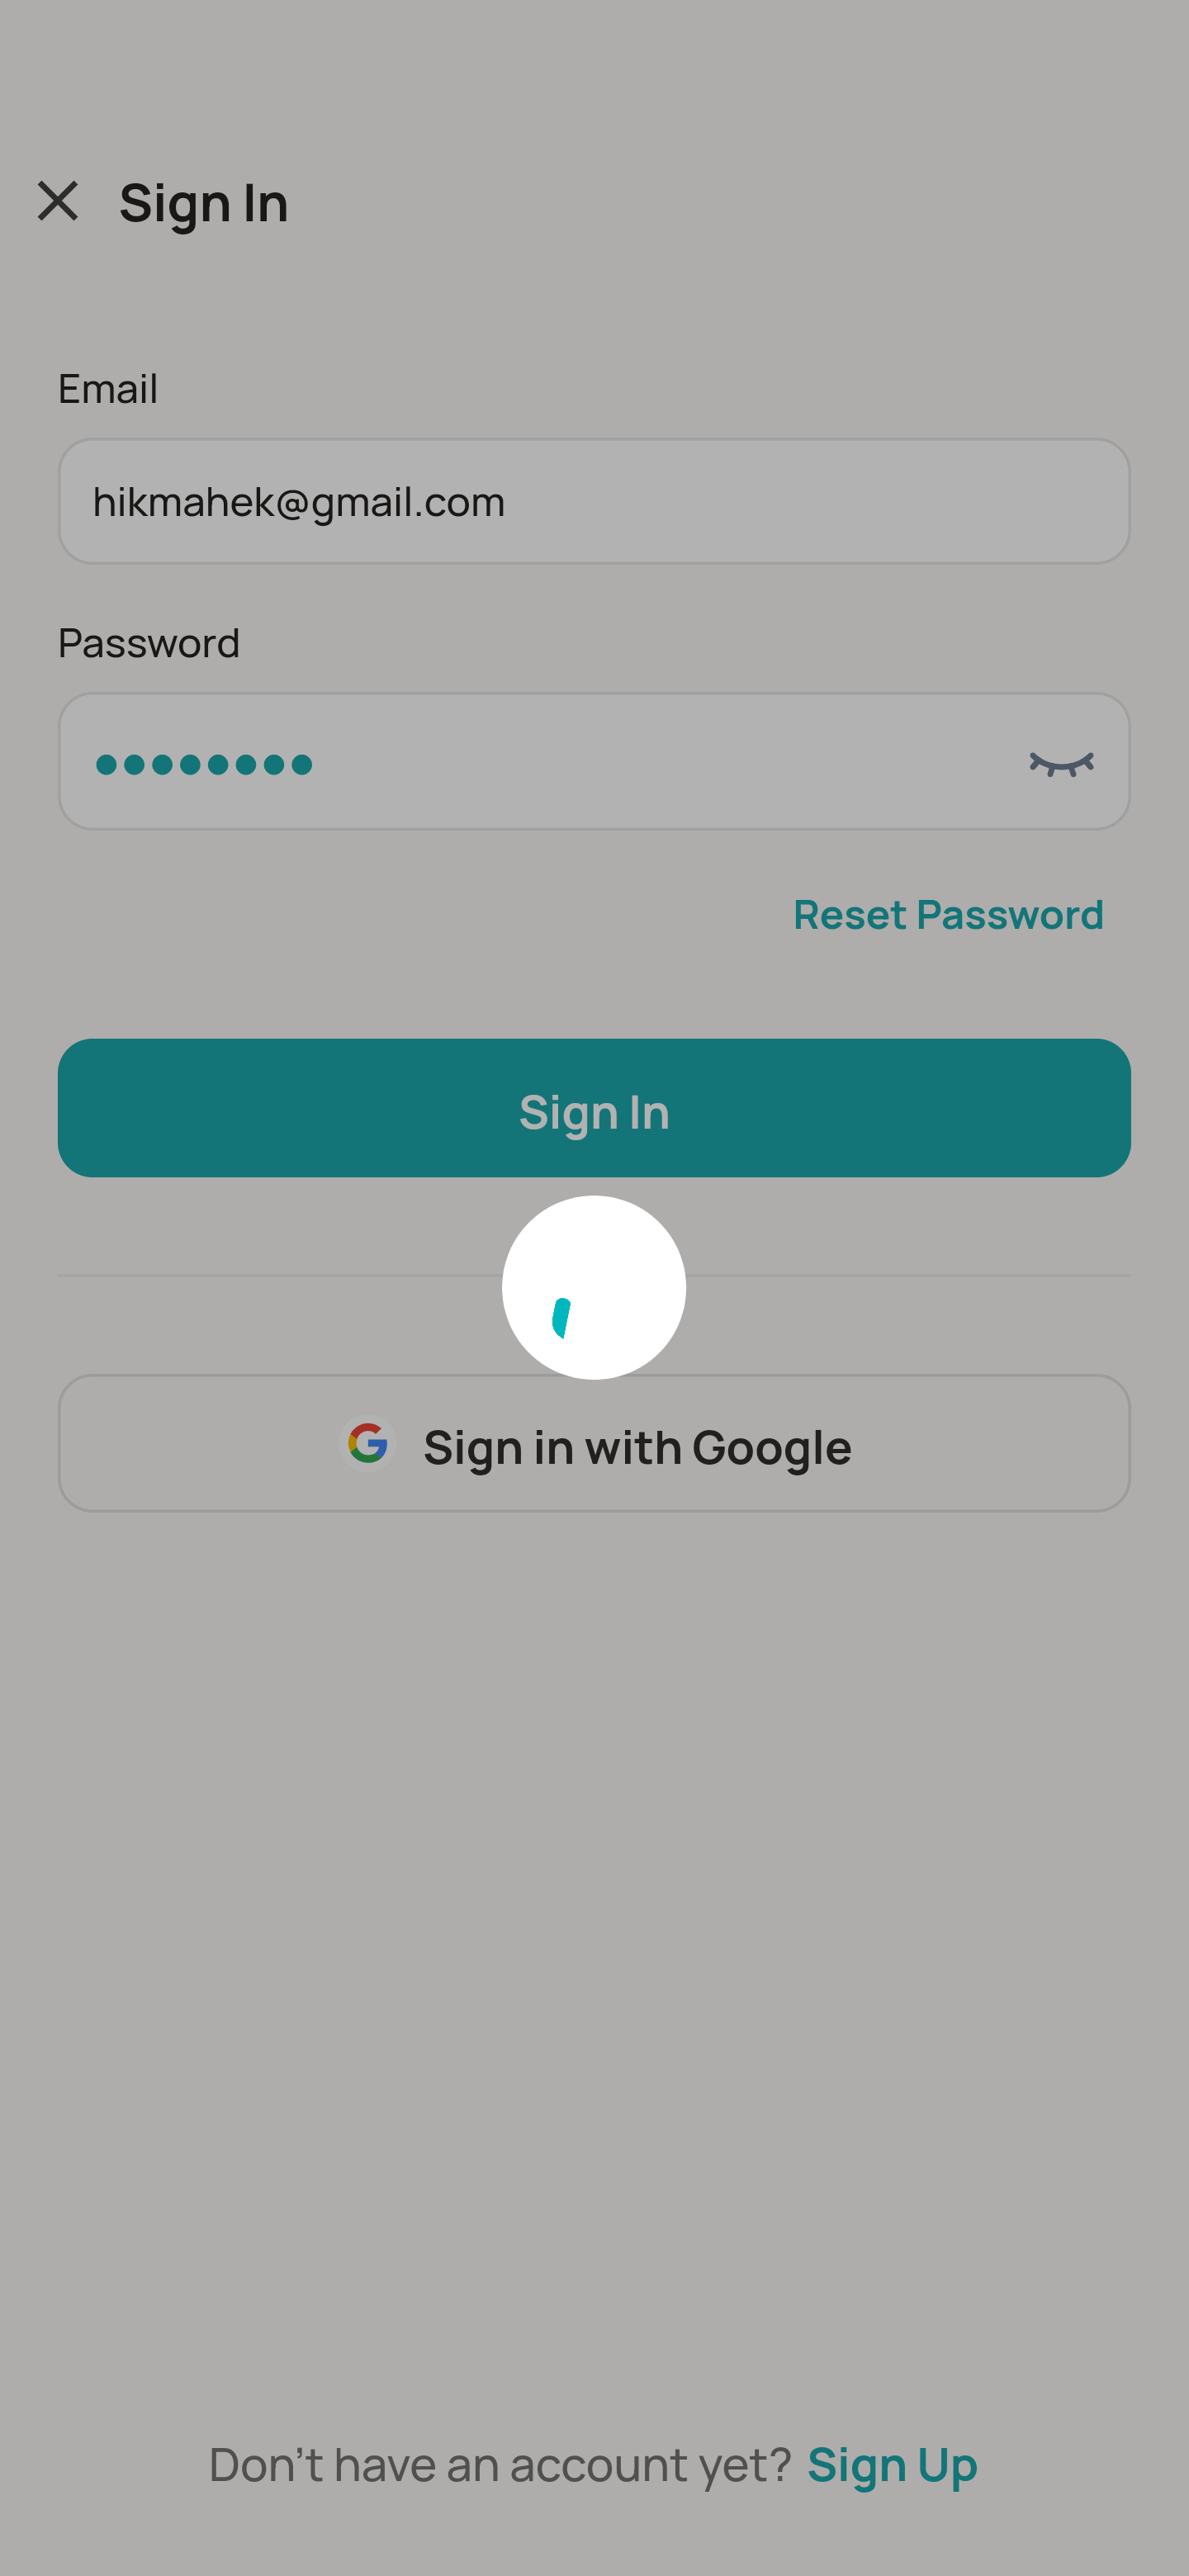 Sign In
Email
hikmahek@gmail.com
Password
Reset Password
Sign In
Sign in with Google
Don’t have an account yet? Sign Up